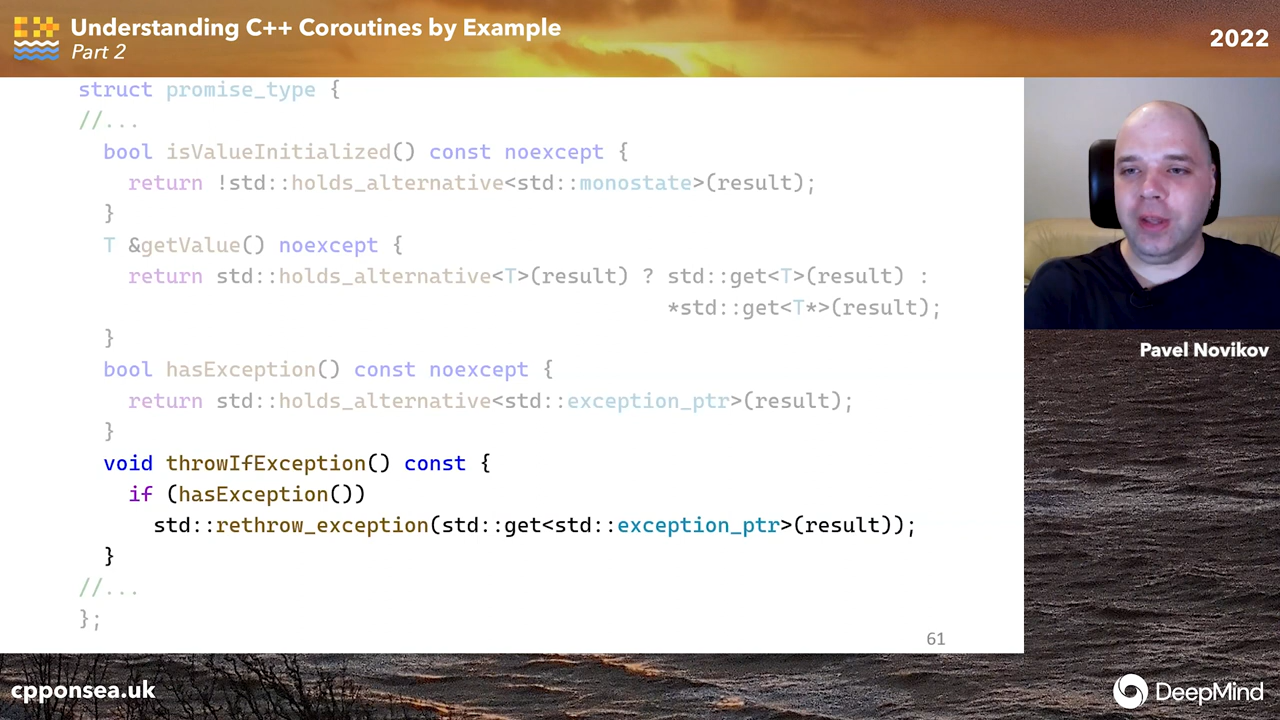 Understanding C++ Coroutines by Example
Part 2
2022
struct promise_type {
//...
bool isValueInitialized() const noexcept {
return !std::holds_alternative<std::monostate>(result);
}
T &getValue() noexcept {
return std::holds_alternative<T>(result) ? std::get<T>(result) :
*std::get<T*>(result);
}
bool hasException() const noexcept {
return std::holds_alternative<std::exception_ptr>(result);
}
void throwIfException() const {
if (hasException())
std::rethrow_exception(std::get<std::exception_ptr>(result));
}
//...
};
61
Pavel Novikov
cpponsea.uk
DeepMind